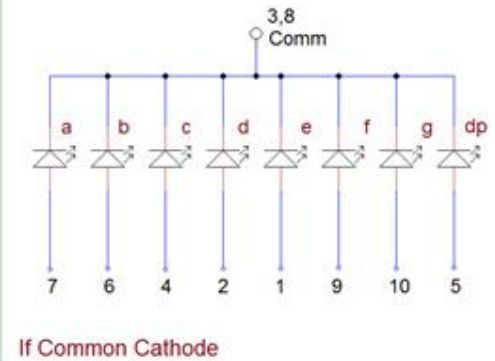 3,8
Comm
a b c d e f g dp
7 6 4 2 1 9 10 5
If Common Cathode